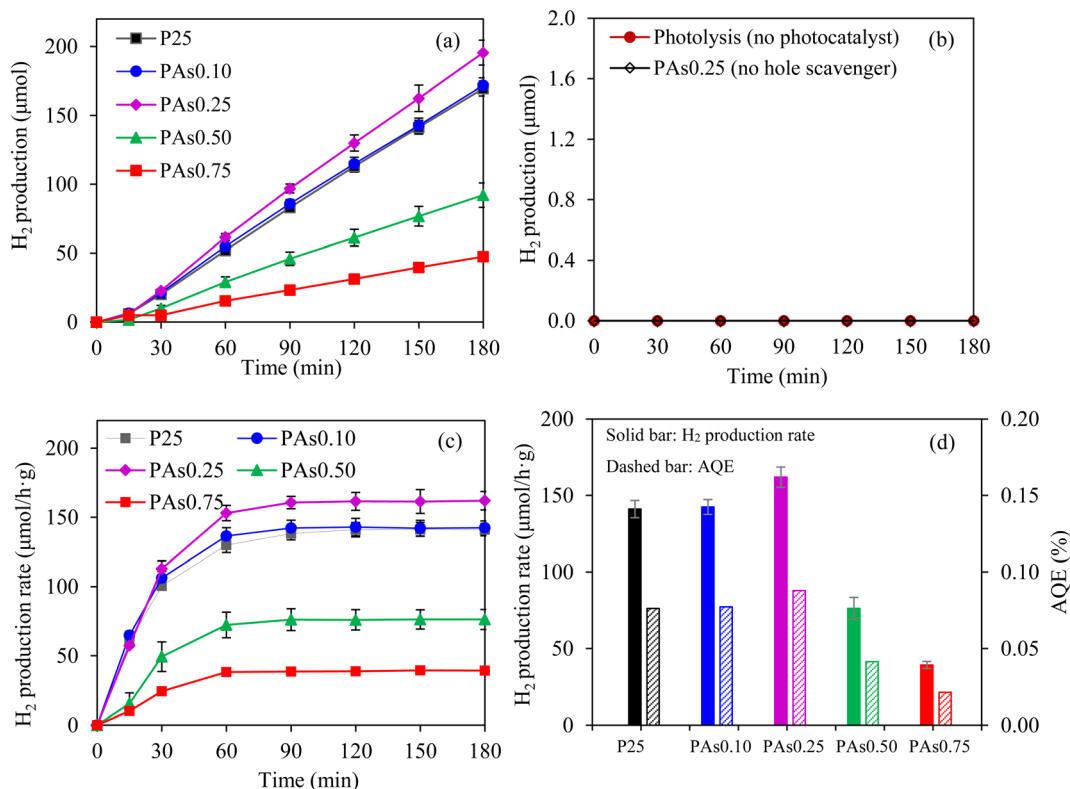 (a)
H2 production (μmol)
200
150
100
50
0
P25
PAs0.10
PAs0.25
PAs0.50
PAs0.75
0 30 60 90 120 150 180
Time (min)
(b)
H2 production (μmol)
2.0
1.6
1.2
0.8
0.4
0.0
Photolysis (no photocatalyst)
PAs0.25 (no hole scavenger)
0 30 60 90 120 150 180
Time (min)
(c)
H2 production rate (μmol/h·g)
200
150
100
50
0
P25 PAs0.10
PAs0.25 PAs0.50
PAs0.75
0 30 60 90 120 150 180
Time (min)
(d)
H2 production rate (μmol/h·g)
200
150
100
50
0
Solid bar: H2 production rate
Dashed bar: AQE
0.20
0.15
0.10
0.05
0.00
AQE (%)
P25 PAs0.10 PAs0.25 PAs0.50 PAs0.75